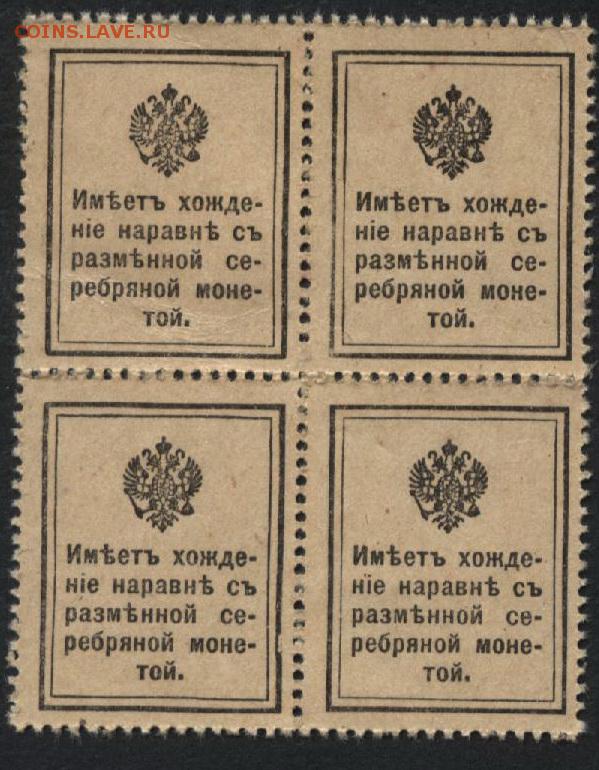 COINS.LAVE.RU
Имѣетъ хожде-
ніе наравнѣ съ
размѣнной се-
ребряной моне-
той.
Имѣетъ хожде-
ніе наравнѣ съ
размѣнной се-
ребряной моне-
той.
Имѣетъ хожде-
ніе наравнѣ съ
размѣнной се-
ребряной моне-
той.
Имѣетъ хожде-
ніе наравнѣ съ
размѣнной се-
ребряной моне-
той.